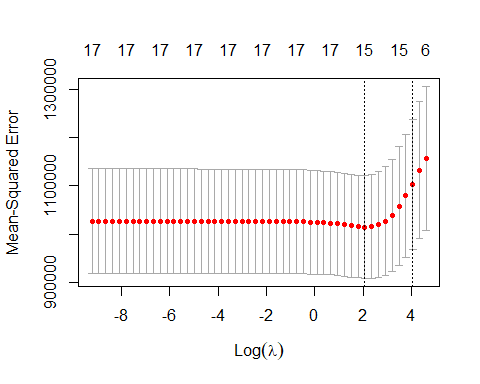 17 17 17 17 17 17 17 17 15 15 6
Mean-Squared Error
1300000
1100000
900000
-8 -6 -4 -2 0 2 4
Log(λ)